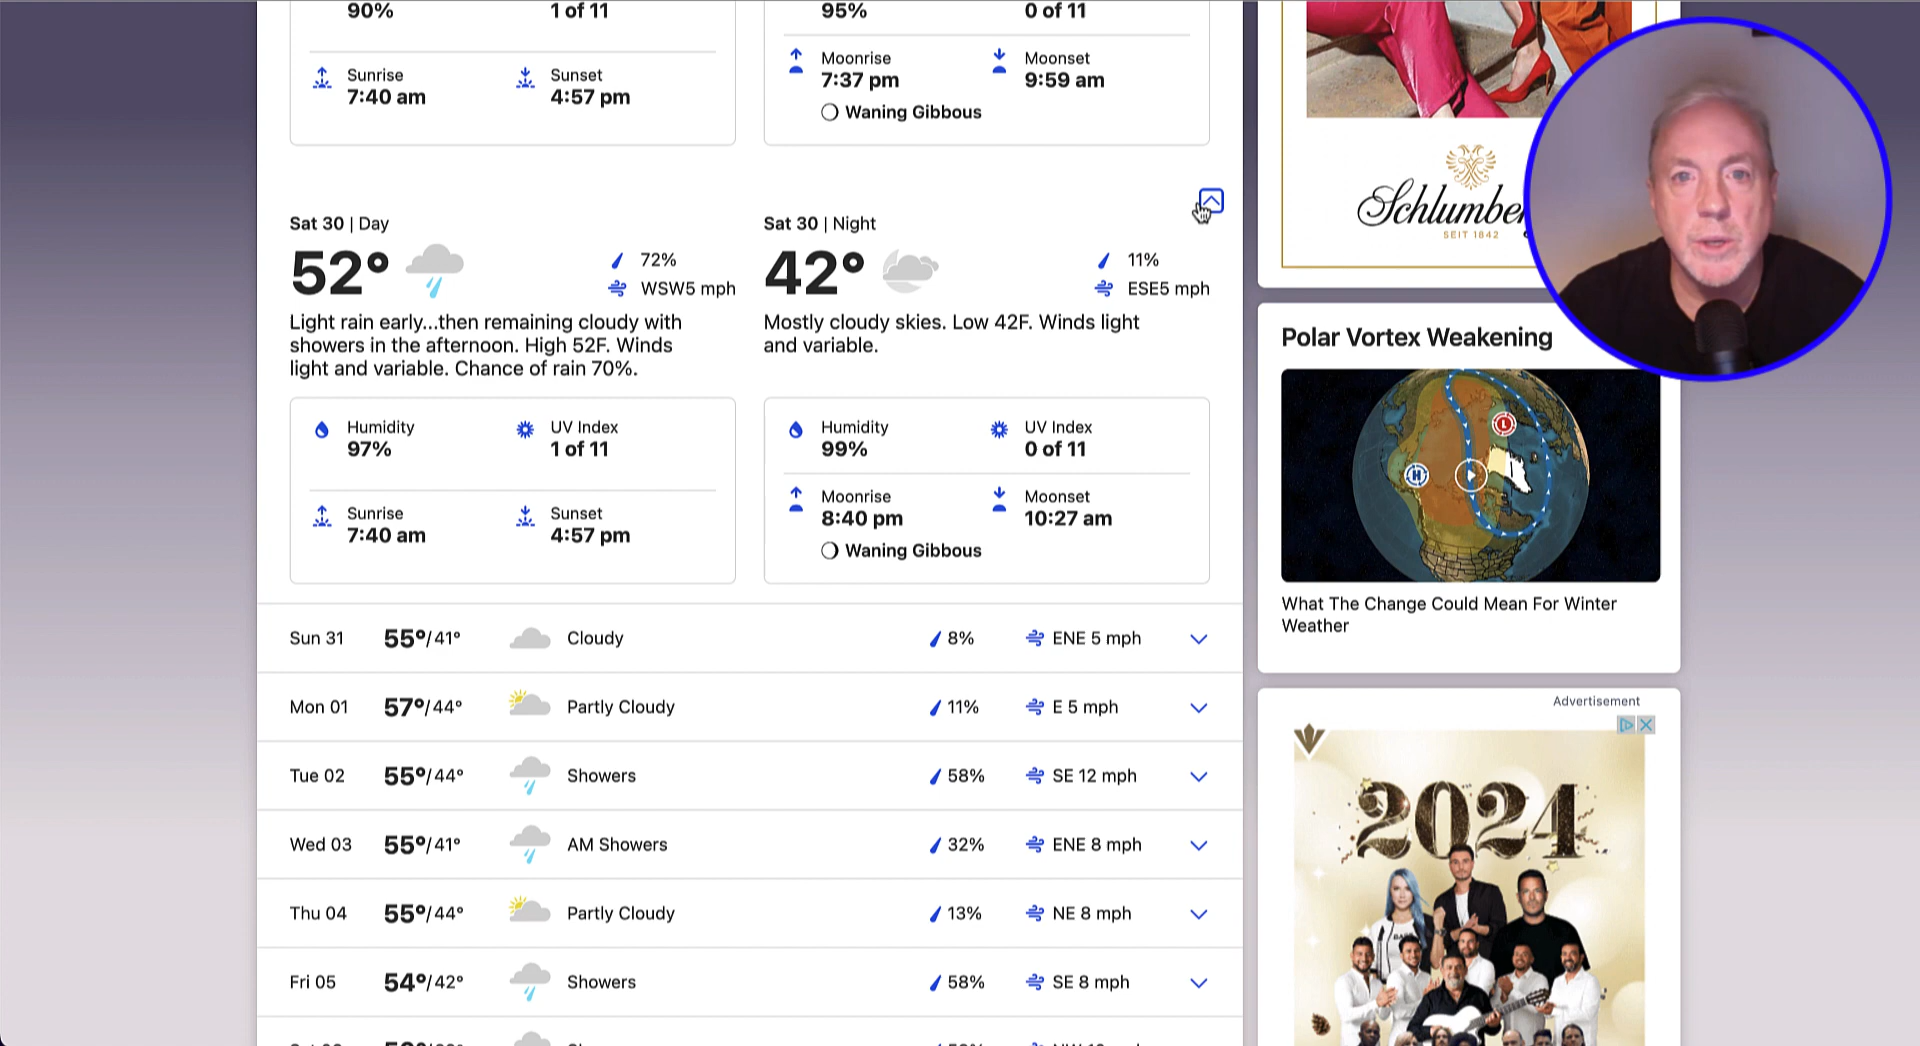 90%
1 of 11
95%
0 of 11
Sunrise
7:40 am
Sunset
4:57 pm
Moonrise
7:37 pm
Moonset
9:59 am
Waning Gibbous
Sat 30 | Day
52°
72%
WSW5 mph
Light rain early...then remaining cloudy with
showers in the afternoon. High 52F. Winds
light and variable. Chance of rain 70%.
Sat 30 | Night
42°
11%
ESE5 mph
Mostly cloudy skies. Low 42F. Winds light
and variable.
Humidity
97%
UV Index
1 of 11
Sunrise
7:40 am
Sunset
4:57 pm
Humidity
99%
UV Index
0 of 11
Moonrise
8:40 pm
Moonset
10:27 am
Waning Gibbous
Sun 31 55°/41° Cloudy 8% ENE 5 mph
Mon 01 57°/44° Partly Cloudy 11% E 5 mph
Tue 02 55°/44° Showers 58% SE 12 mph
Wed 03 55°/41° AM Showers 32% ENE 8 mph
Thu 04 55°/44° Partly Cloudy 13% NE 8 mph
Fri 05 54°/42° Showers 58% SE 8 mph
Schlumbe
SEIT 1842
Polar Vortex Weakening
H
L
What The Change Could Mean For Winter
Weather
Advertisement
2024